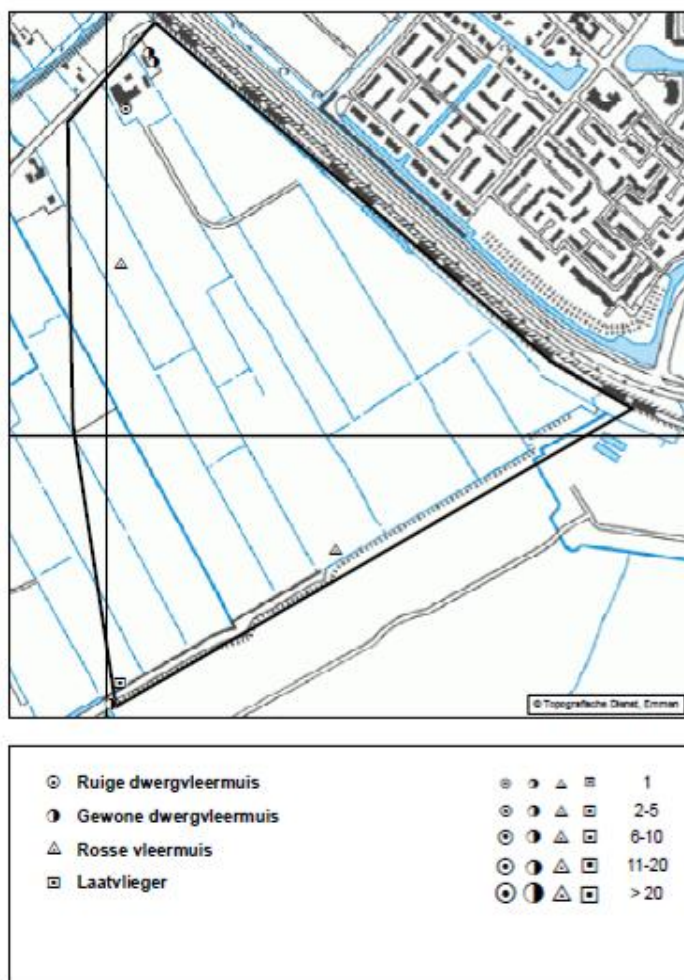 © Topografische Dienst, Emmen
Ruige dwergvleermuis
Gewone dwergvleermuis
Rosse vleermuis
Laatvlieger
1
2-5
6-10
11-20
> 20